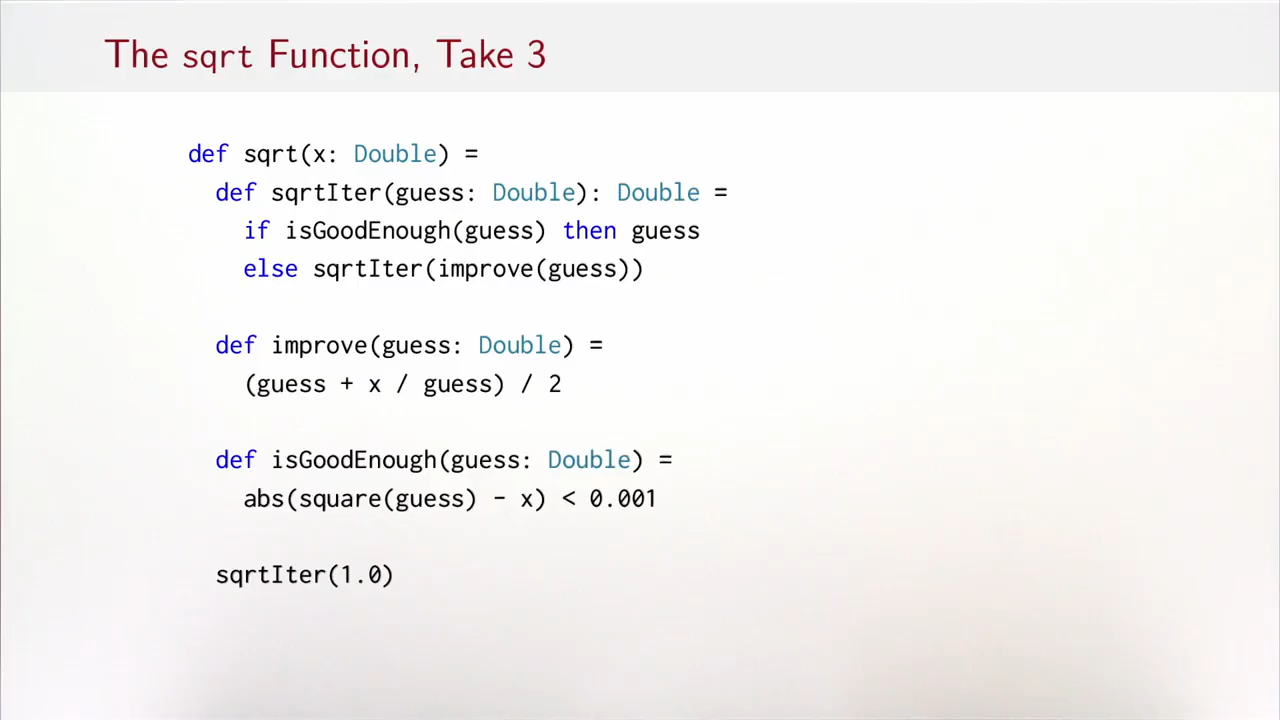 The sqrt Function, Take 3
def sqrt(x: Double) =
  def sqrtIter(guess: Double): Double =
    if isGoodEnough(guess) then guess
    else sqrtIter(improve(guess))
  def improve(guess: Double) =
    (guess + x / guess) / 2
  def isGoodEnough(guess: Double) =
    abs(square(guess) - x) < 0.001
  sqrtIter(1.0)